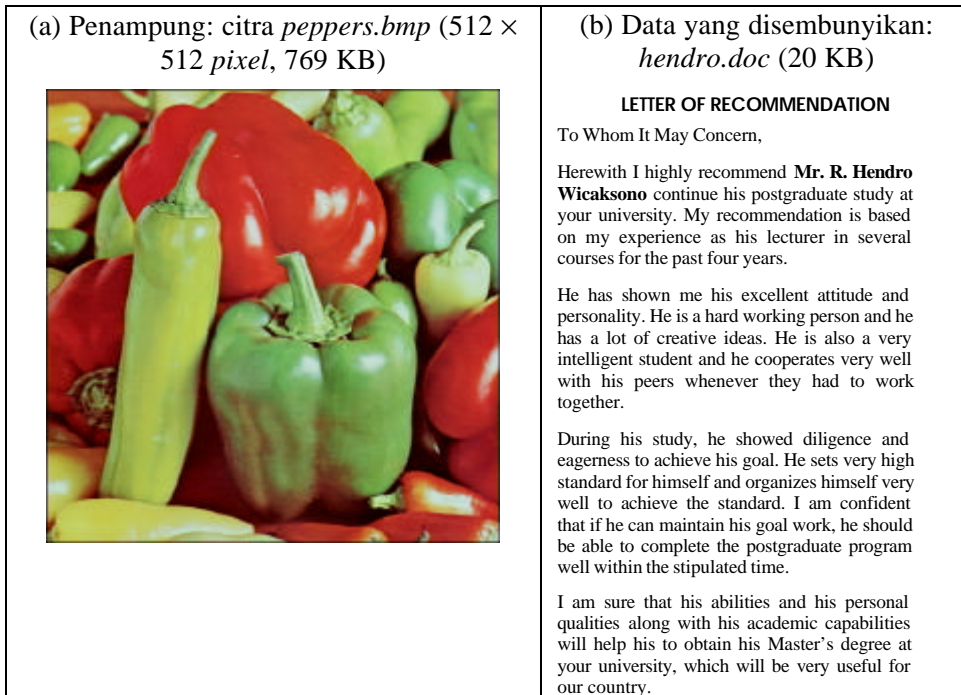 (a) Penampung: citra peppers.bmp (512 ×
512 pixel, 769 KB)
(b) Data yang disembunyikan:
hendro.doc (20 KB)
LETTER OF RECOMMENDATION
To Whom It May Concern,
Herewith I highly recommend Mr. R. Hendro
Wicaksono continue his postgraduate study at
your university. My recommendation is based
on my experience as his lecturer in several
courses for the past four years.
He has shown me his excellent attitude and
personality. He is a hard working person and he
has a lot of creative ideas. He is also a very
intelligent student and he cooperates very well
with his peers whenever they had to work
together.
During his study, he showed diligence and
eagerness to achieve his goal. He sets very high
standard for himself and organizes himself very
well to achieve the standard. I am confident
that if he can maintain his goal work, he should
be able to complete the postgraduate program
well within the stipulated time.
I am sure that his abilities and his personal
qualities along with his academic capabilities
will help his to obtain his Master's degree at
your university, which will be very useful for
our country.